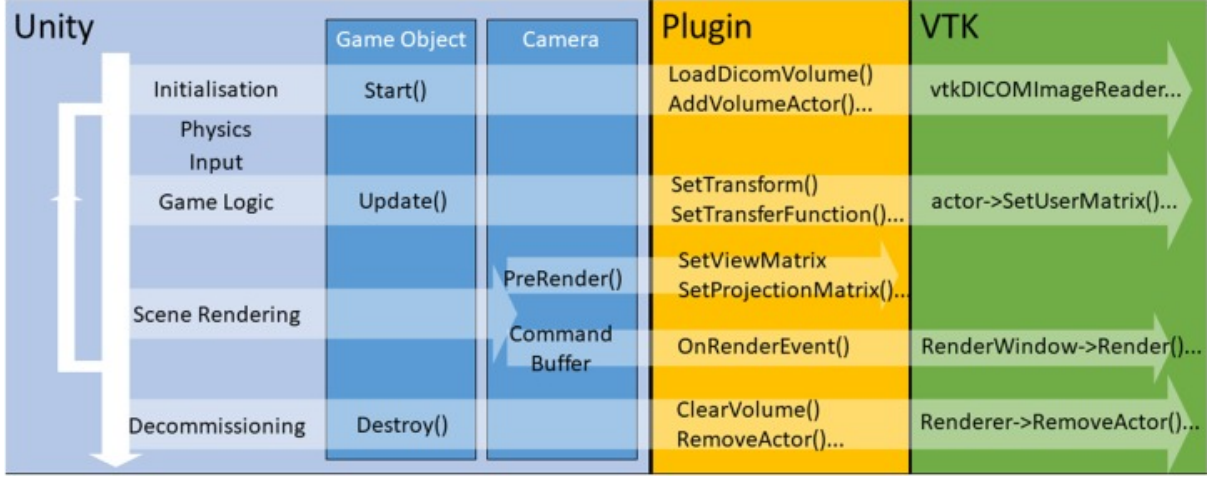 Unity
Plugin
VTK
Game Object
Camera
Initialisation
Start()
LoadDicomVolume()
AddVolumeActor()...
vtkDICOMImageReader...
Physics
Input
Game Logic
Update()
SetTransform()
SetTransferFunction()...
actor->SetUserMatrix()...
PreRender()
SetViewMatrix
SetProjectionMatrix()...
Scene Rendering
Command
Buffer
OnRenderEvent()
RenderWindow->Render()...
Decommissioning
Destroy()
ClearVolume()
RemoveActor()...
Renderer->RemoveActor()...